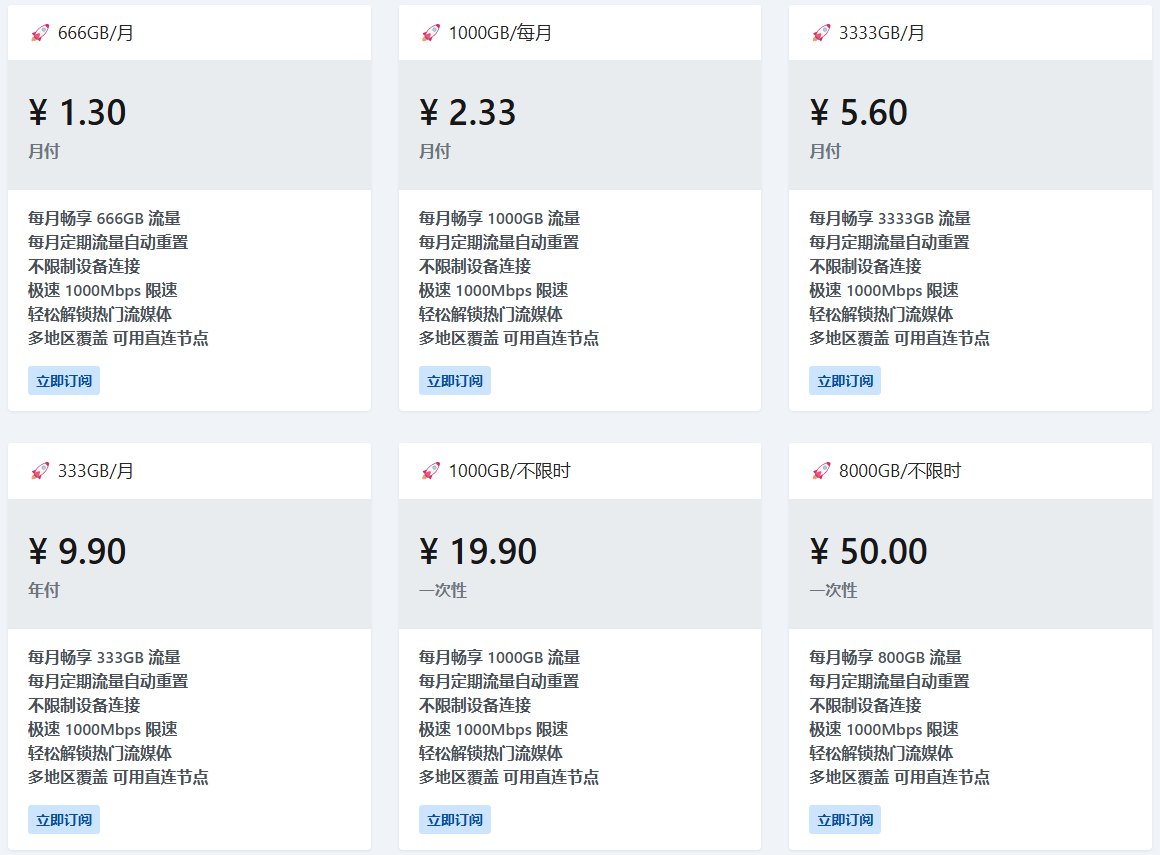 666GB/月
¥ 1.30
月付
每月畅享 666GB 流量
每月定期流量自动重置
不限制设备连接
极速 1000Mbps 限速
轻松解锁热门流媒体
多地区覆盖 可用直连节点
立即订阅
1000GB/每月
¥ 2.33
月付
每月畅享 1000GB 流量
每月定期流量自动重置
不限制设备连接
极速 1000Mbps 限速
轻松解锁热门流媒体
多地区覆盖 可用直连节点
立即订阅
3333GB/月
¥ 5.60
月付
每月畅享 3333GB 流量
每月定期流量自动重置
不限制设备连接
极速 1000Mbps 限速
轻松解锁热门流媒体
多地区覆盖 可用直连节点
立即订阅
333GB/月
¥ 9.90
年付
每月畅享 333GB 流量
每月定期流量自动重置
不限制设备连接
极速 1000Mbps 限速
轻松解锁热门流媒体
多地区覆盖 可用直连节点
立即订阅
1000GB/不限时
¥ 19.90
一次性
每月畅享 1000GB 流量
每月定期流量自动重置
不限制设备连接
极速 1000Mbps 限速
轻松解锁热门流媒体
多地区覆盖 可用直连节点
立即订阅
8000GB/不限时
¥ 50.00
一次性
每月畅享 800GB 流量
每月定期流量自动重置
不限制设备连接
极速 1000Mbps 限速
轻松解锁热门流媒体
多地区覆盖 可用直连节点
立即订阅